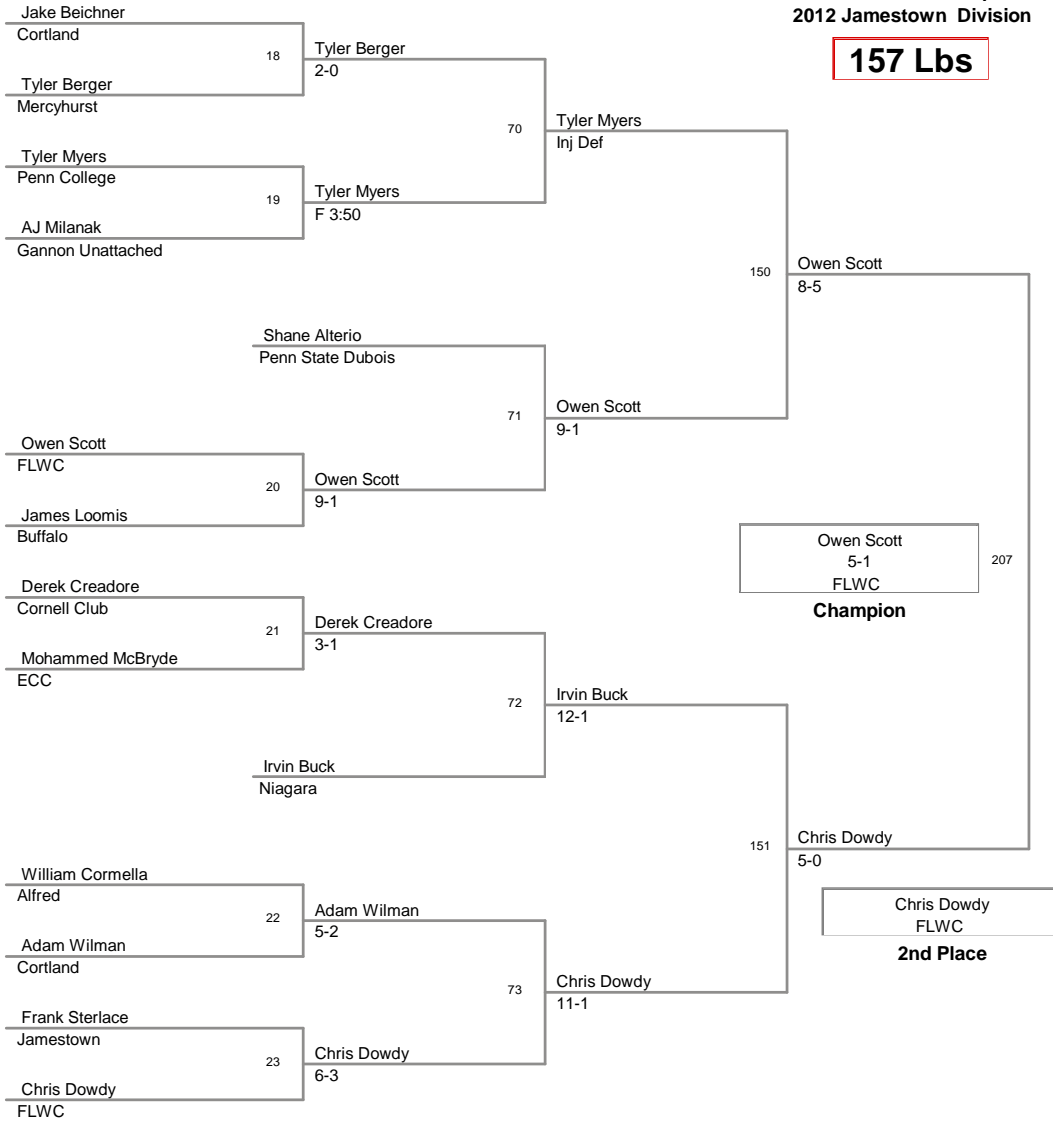 2012 Jamestown Division
157 Lbs
Jake Beichner
Cortland
18
Tyler Berger
2-0
Tyler Berger
Mercyhurst
70
Tyler Myers
Inj Def
Tyler Myers
Penn College
19
Tyler Myers
F 3:50
AJ Milanak
Gannon Unattached
150
Owen Scott
8-5
Shane Alterio
Penn State Dubois
71
Owen Scott
9-1
Owen Scott
FLWC
20
Owen Scott
9-1
James Loomis
Buffalo
Owen Scott
5-1
FLWC
207
Champion
Derek Creadore
Cornell Club
21
Derek Creadore
3-1
Mohammed McBryde
ECC
72
Irvin Buck
12-1
Irvin Buck
Niagara
151
Chris Dowdy
5-0
William Cormella
Alfred
22
Adam Wilman
5-2
Adam Wilman
Cortland
Chris Dowdy
FLWC
2nd Place
73
Chris Dowdy
11-1
Frank Sterlace
Jamestown
23
Chris Dowdy
6-3
Chris Dowdy
FLWC